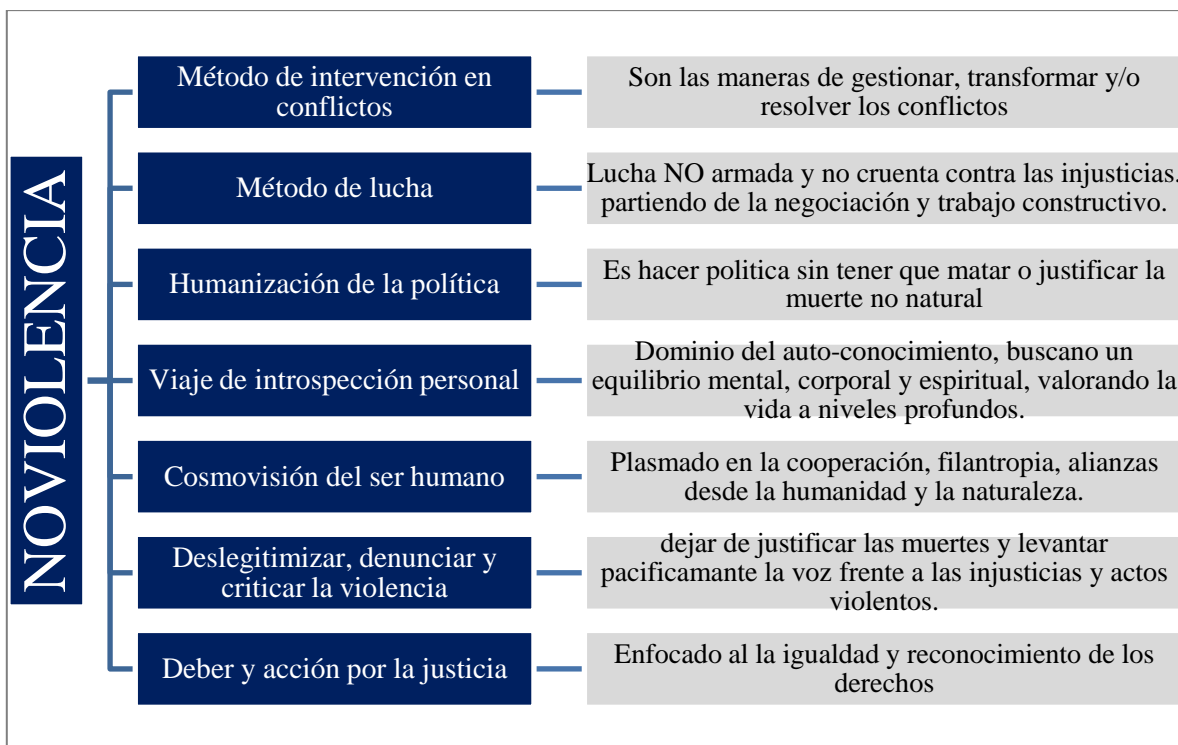 NOVIOLENCIA
Método de intervención en
conflictos
Son las maneras de gestionar, transformar y/o
resolver los conflictos
Método de lucha
Lucha NO armada y no cruenta contra las injusticias.
partiendo de la negociación y trabajo constructivo.
Humanización de la política
Es hacer politica sin tener que matar o justificar la
muerte no natural
Viaje de introspección personal
Dominio del auto-conocimiento, buscano un
equilibrio mental, corporal y espiritual, valorando la
vida a niveles profundos.
Cosmovisión del ser humano
Plasmado en la cooperación, filantropia, alianzas
desde la humanidad y la naturaleza.
Deslegitimizar, denunciar y
criticar la violencia
dejar de justificar las muertes y levantar
pacificamante la voz frente a las injusticias y actos
violentos.
Deber y acción por la justicia
Enfocado al la igualdad y reconocimiento de los
derechos